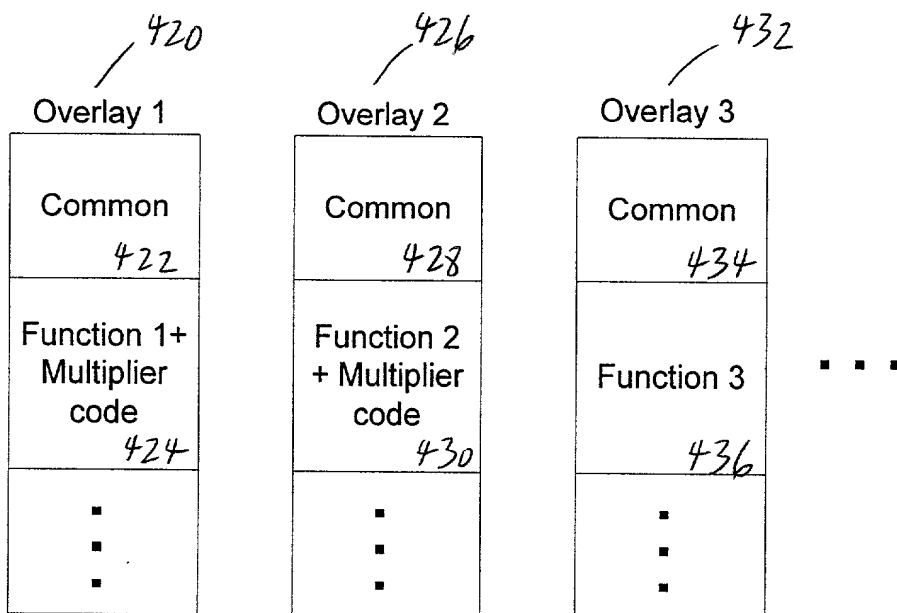 420
426
432
Overlay 1
Overlay 2
Overlay 3
Common
422
Common
428
Common
434
Function 1+
Multiplier
code
424
Function 2
+ Multiplier
code
430
Function 3
436